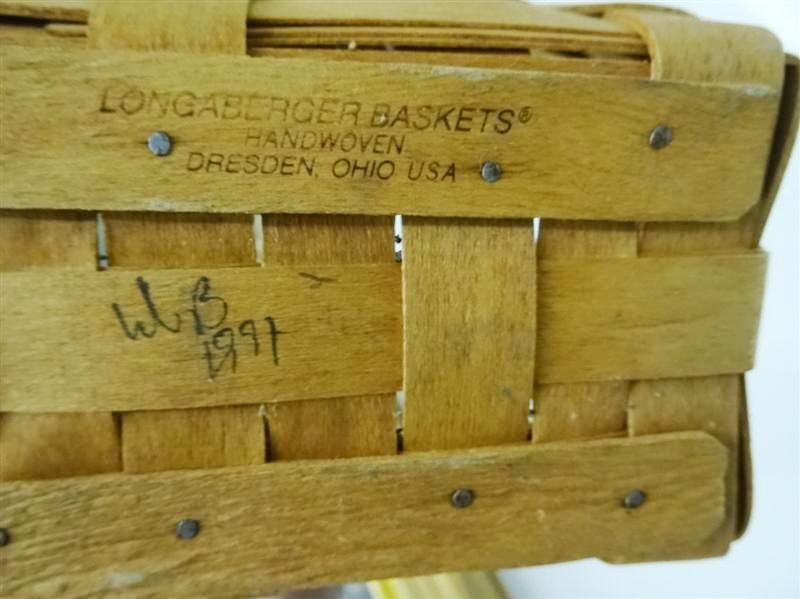 LONGABERGER BASKETS®
HANDWOVEN
DRESDEN, OHIO USA
WB
1997